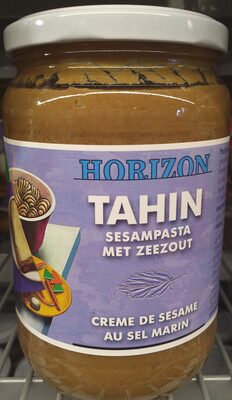 HORIZON
TAHIN
SESAMPASTA
MET ZEEZOUT
CREME DE SESAME
AU SEL MARIN